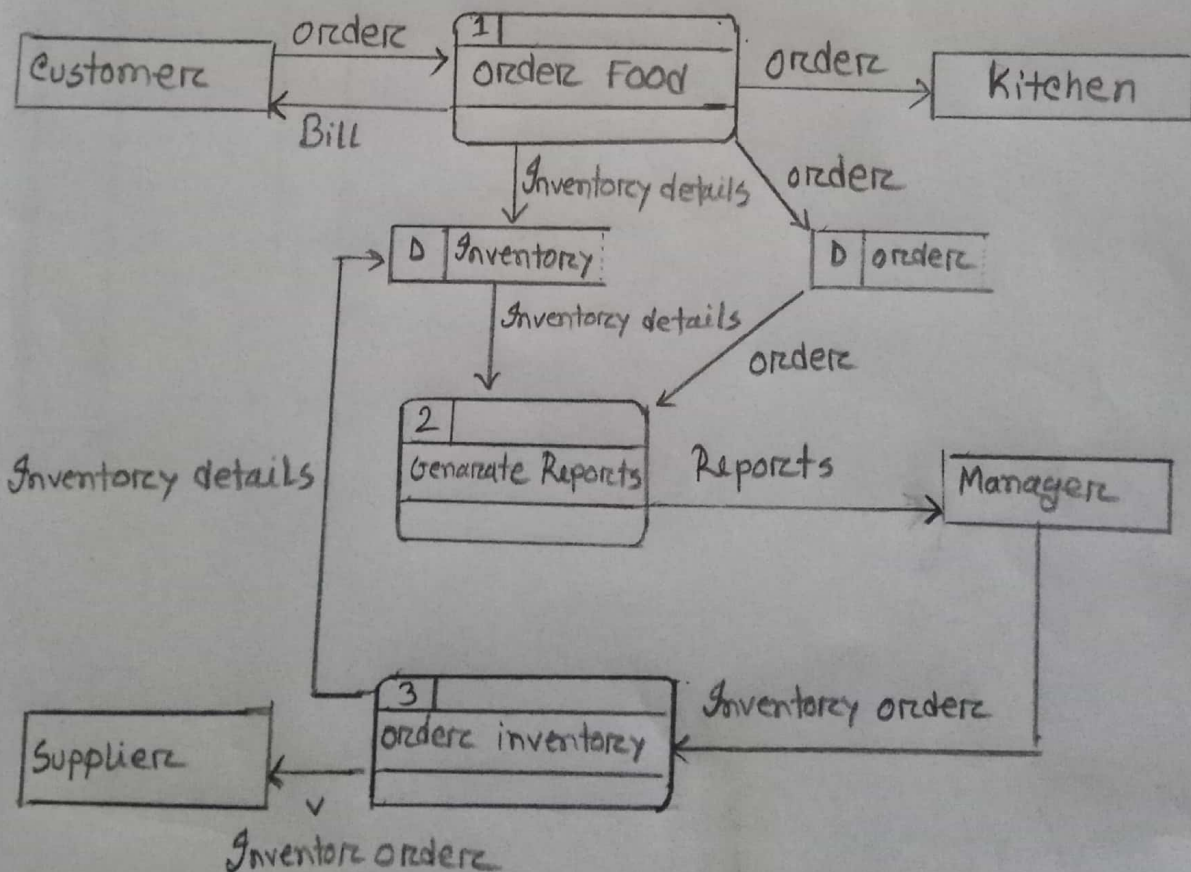 order
1
Customer
order Food
order
Kitchen
Bill
Inventory details
order
D Inventory
D order
Inventory details
order
2
Inventory details
Genarate Reports
Reports
Manager
3
Inventory order
Supplier
order inventory
Inventor order